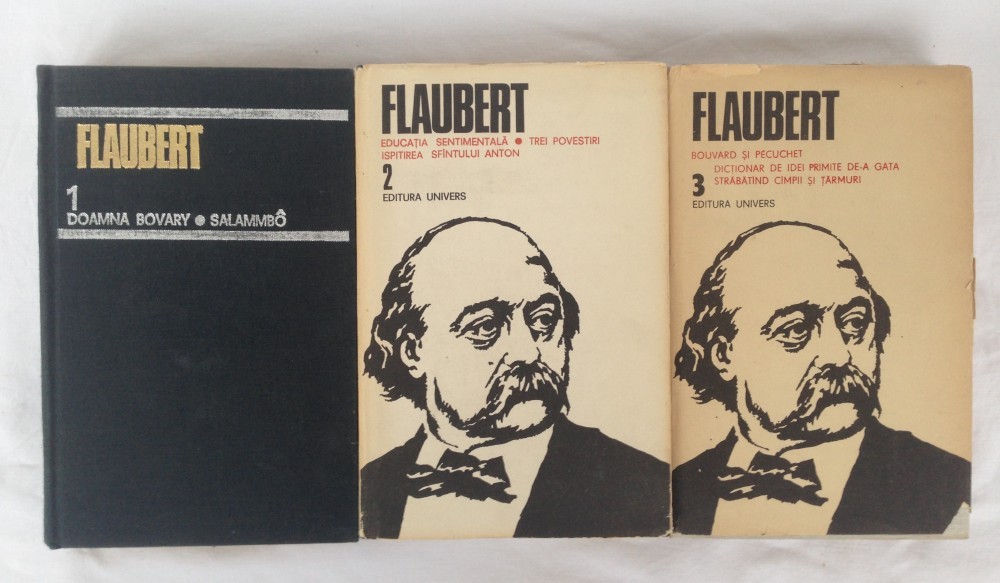 FLAUBERT
1
DOAMNA BOVARY ● SALAMMBÔ
FLAUBERT
EDUCAȚIA SENTIMENTALĂ ● TREI POVESTIRI
ISPITIREA SFÎNTULUI ANTON
2
EDITURA UNIVERS
FLAUBERT
BOUVARD ȘI PECUCHET
DICȚIONAR DE IDEI PRIMITE DE-A GATA
3 STRĂBĂTÎND CÎMPII ȘI ȚĂRMURI
EDITURA UNIVERS